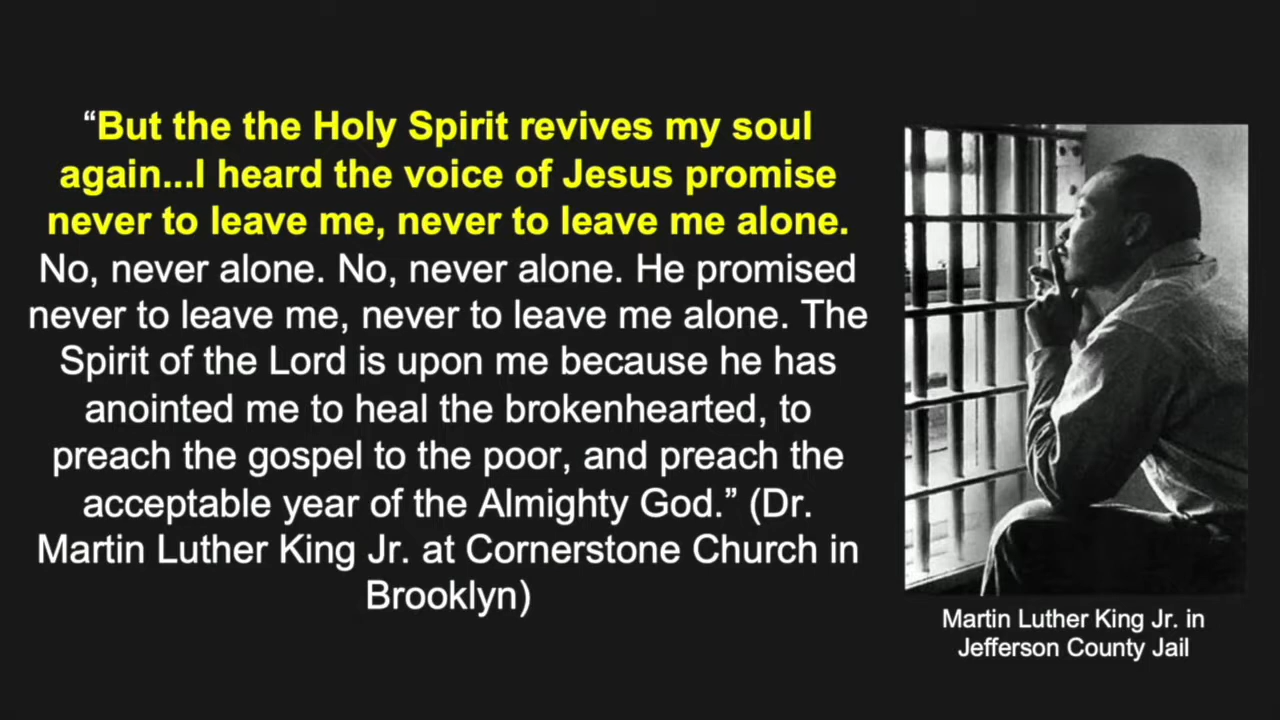 “But the the Holy Spirit revives my soul
again...I heard the voice of Jesus promise
never to leave me, never to leave me alone.
No, never alone. No, never alone. He promised
never to leave me, never to leave me alone. The
Spirit of the Lord is upon me because he has
anointed me to heal the brokenhearted, to
preach the gospel to the poor, and preach the
acceptable year of the Almighty God.” (Dr.
Martin Luther King Jr. at Cornerstone Church in
Brooklyn)
Martin Luther King Jr. in
Jefferson County Jail